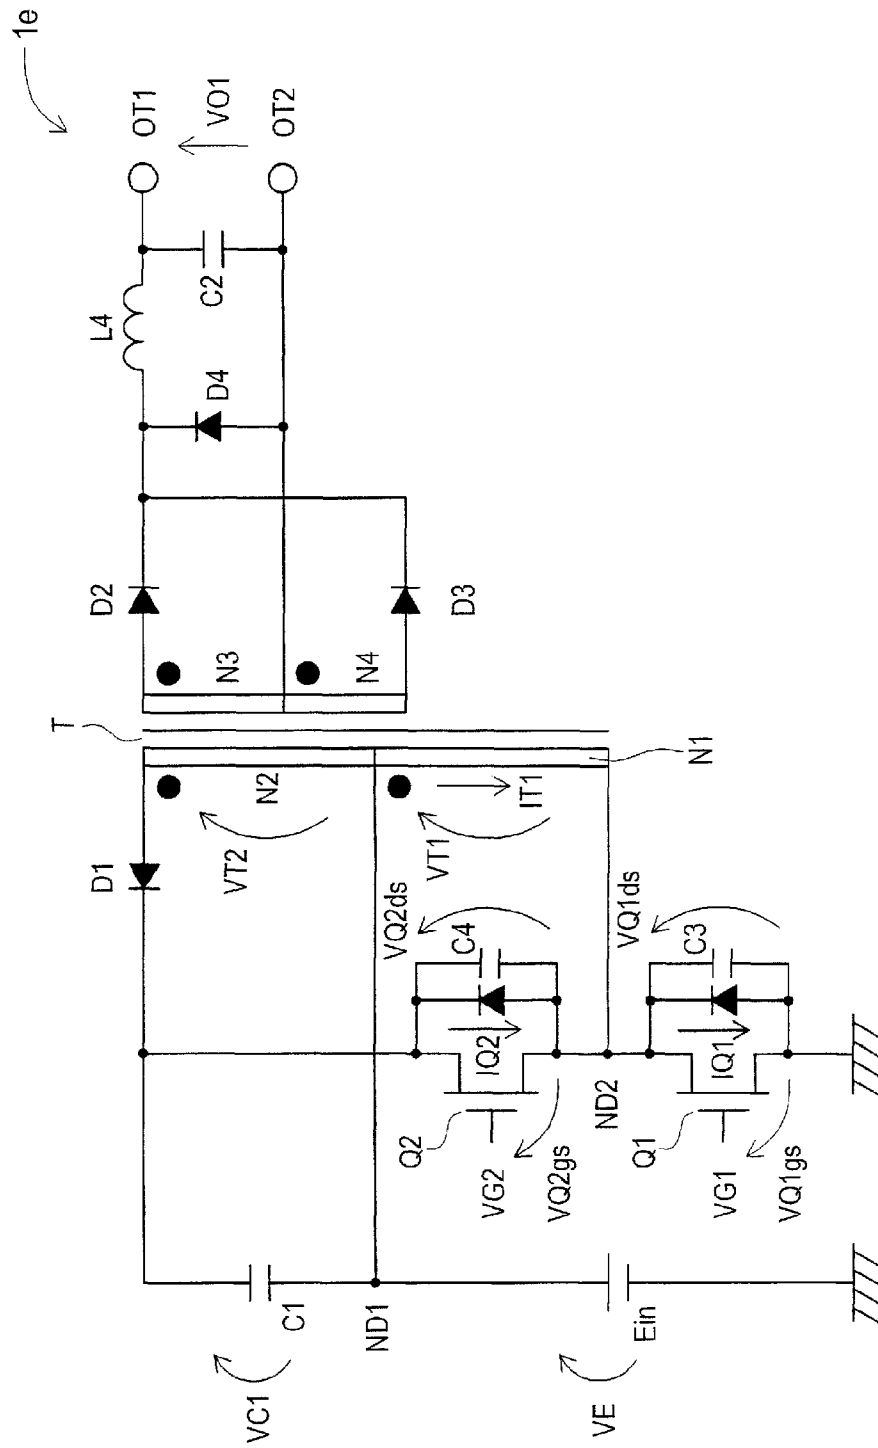 1e
OT1
VO1
OT2
L4
C2
D4
D2
D3
N3
N4
T
N1
N2
IT1
VT2
VT1
D1
VQ2ds
C4
VQ1ds
C3
IQ2
IQ1
ND2
Q2
VG2
VQ2gs
Q1
VG1
VQ1gs
C1
ND1
Ein
VC1
VE